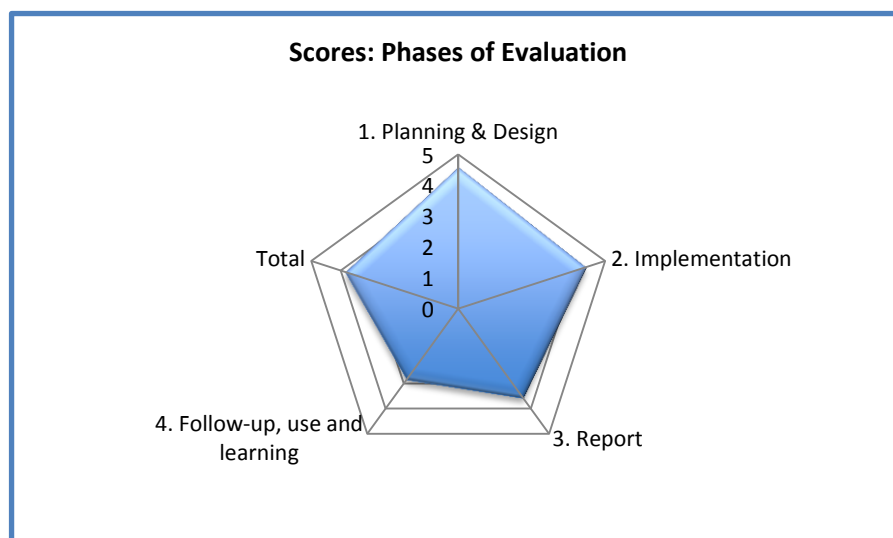 Scores: Phases of Evaluation
1. Planning & Design
5
4
3
2
1
0
2. Implementation
Total
4. Follow-up, use and
learning
3. Report